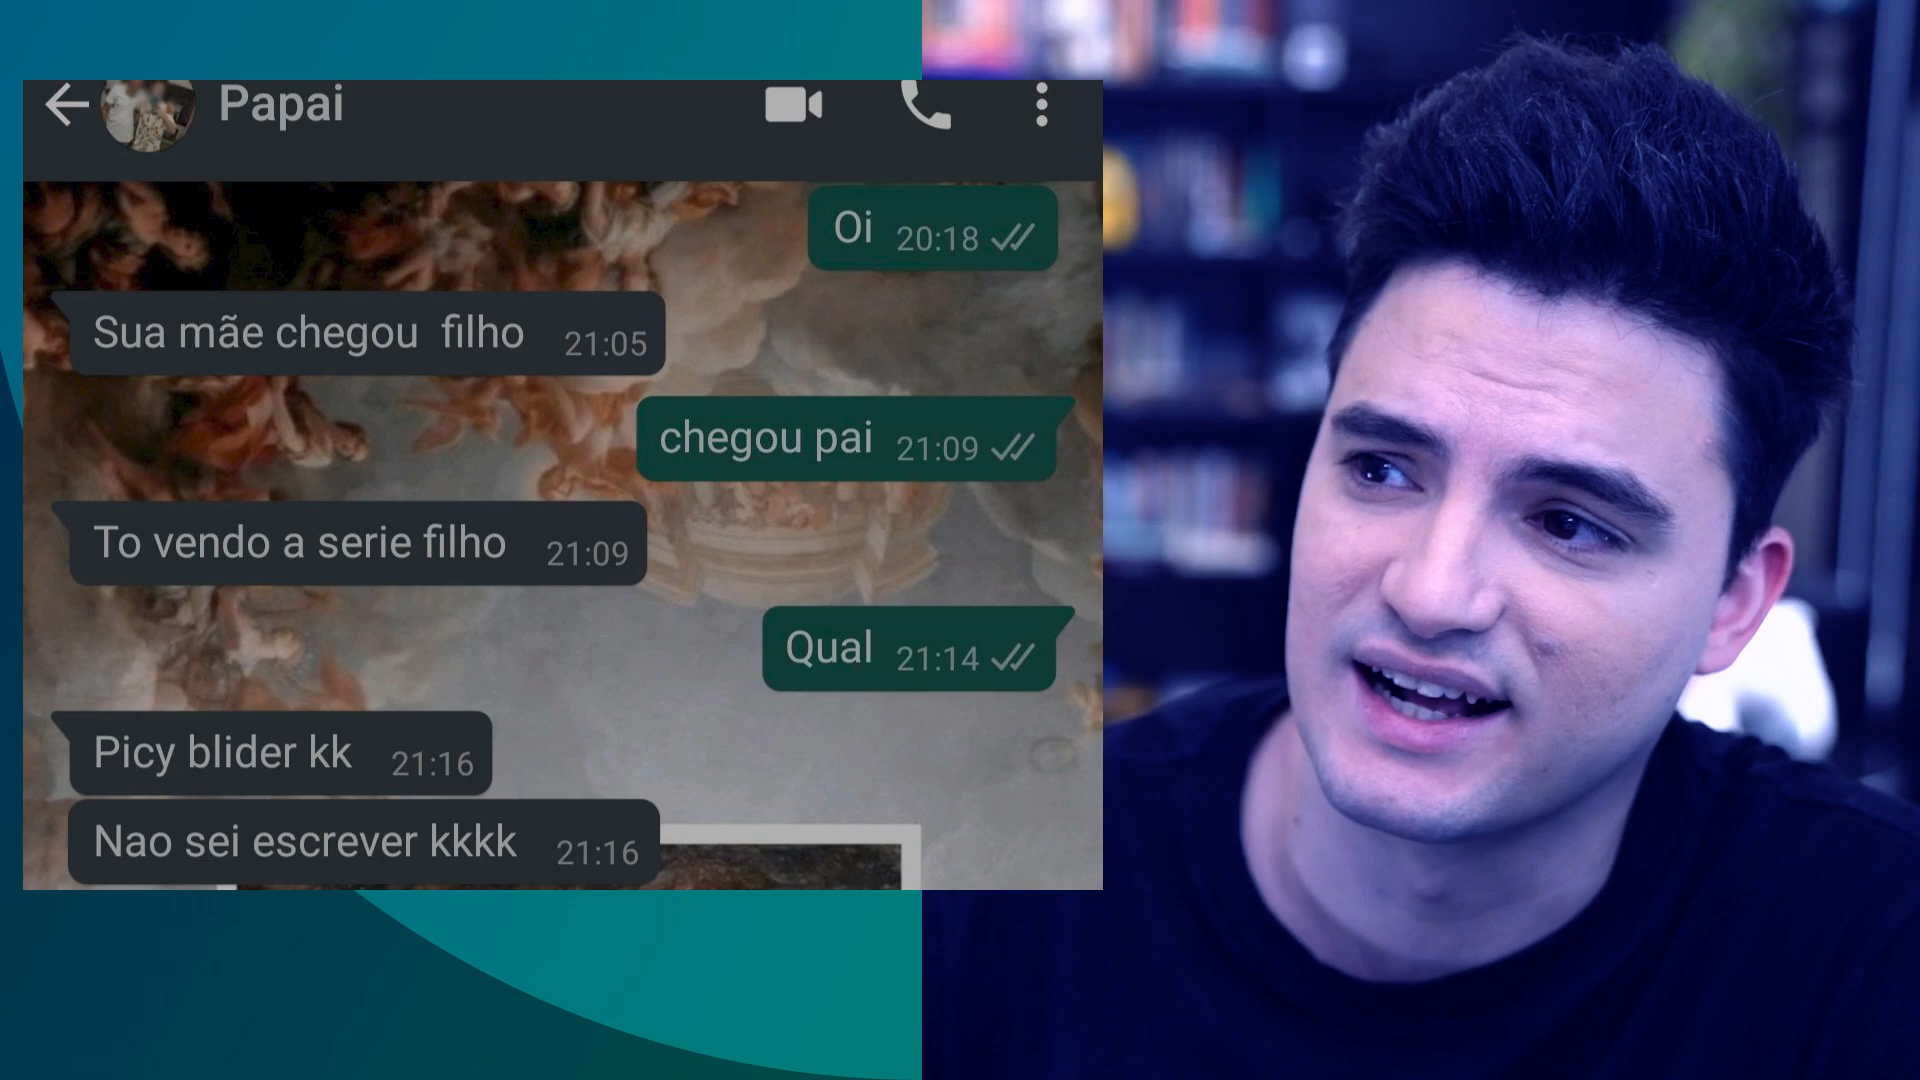 Papai
Oi 20:18
Sua mãe chegou filho 21:05
chegou pai 21:09
To vendo a serie filho 21:09
Qual 21:14
Picy blider kk 21:16
Nao sei escrever kkkk 21:16